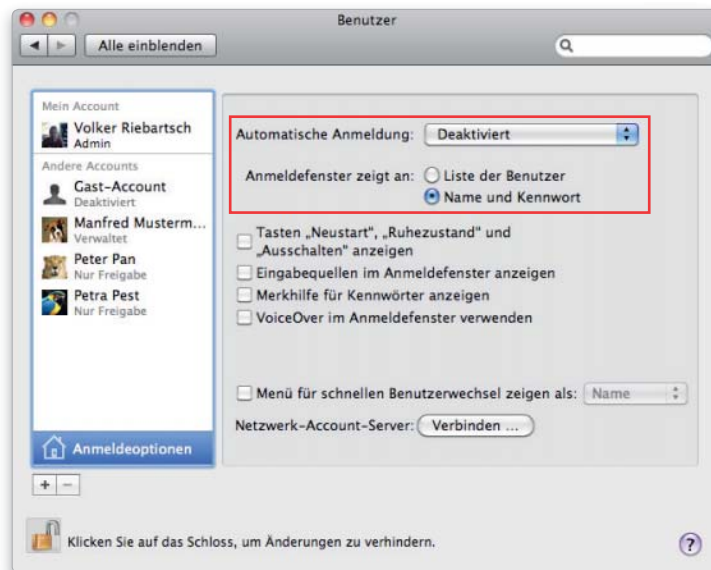 Benutzer
Alle einblenden
Mein Account
Volker Riebartsch
Admin
Andere Accounts
Gast-Account
Deaktiviert
Manfred Musterm...
Verwaltet
Peter Pan
Nur Freigabe
Petra Pest
Nur Freigabe
Anmeldeoptionen
Automatische Anmeldung: Deaktiviert
Anmeldefenster zeigt an: Liste der Benutzer
Name und Kennwort
Tasten „Neustart“, „Ruhezustand“ und
„Ausschalten“ anzeigen
Eingabequellen im Anmeldefenster anzeigen
Merkhilfe für Kennwörter anzeigen
VoiceOver im Anmeldefenster verwenden
Menü für schnellen Benutzerwechsel zeigen als: Name
Netzwerk-Account-Server: Verbinden ...
+ −
Klicken Sie auf das Schloss, um Änderungen zu verhindern.
?